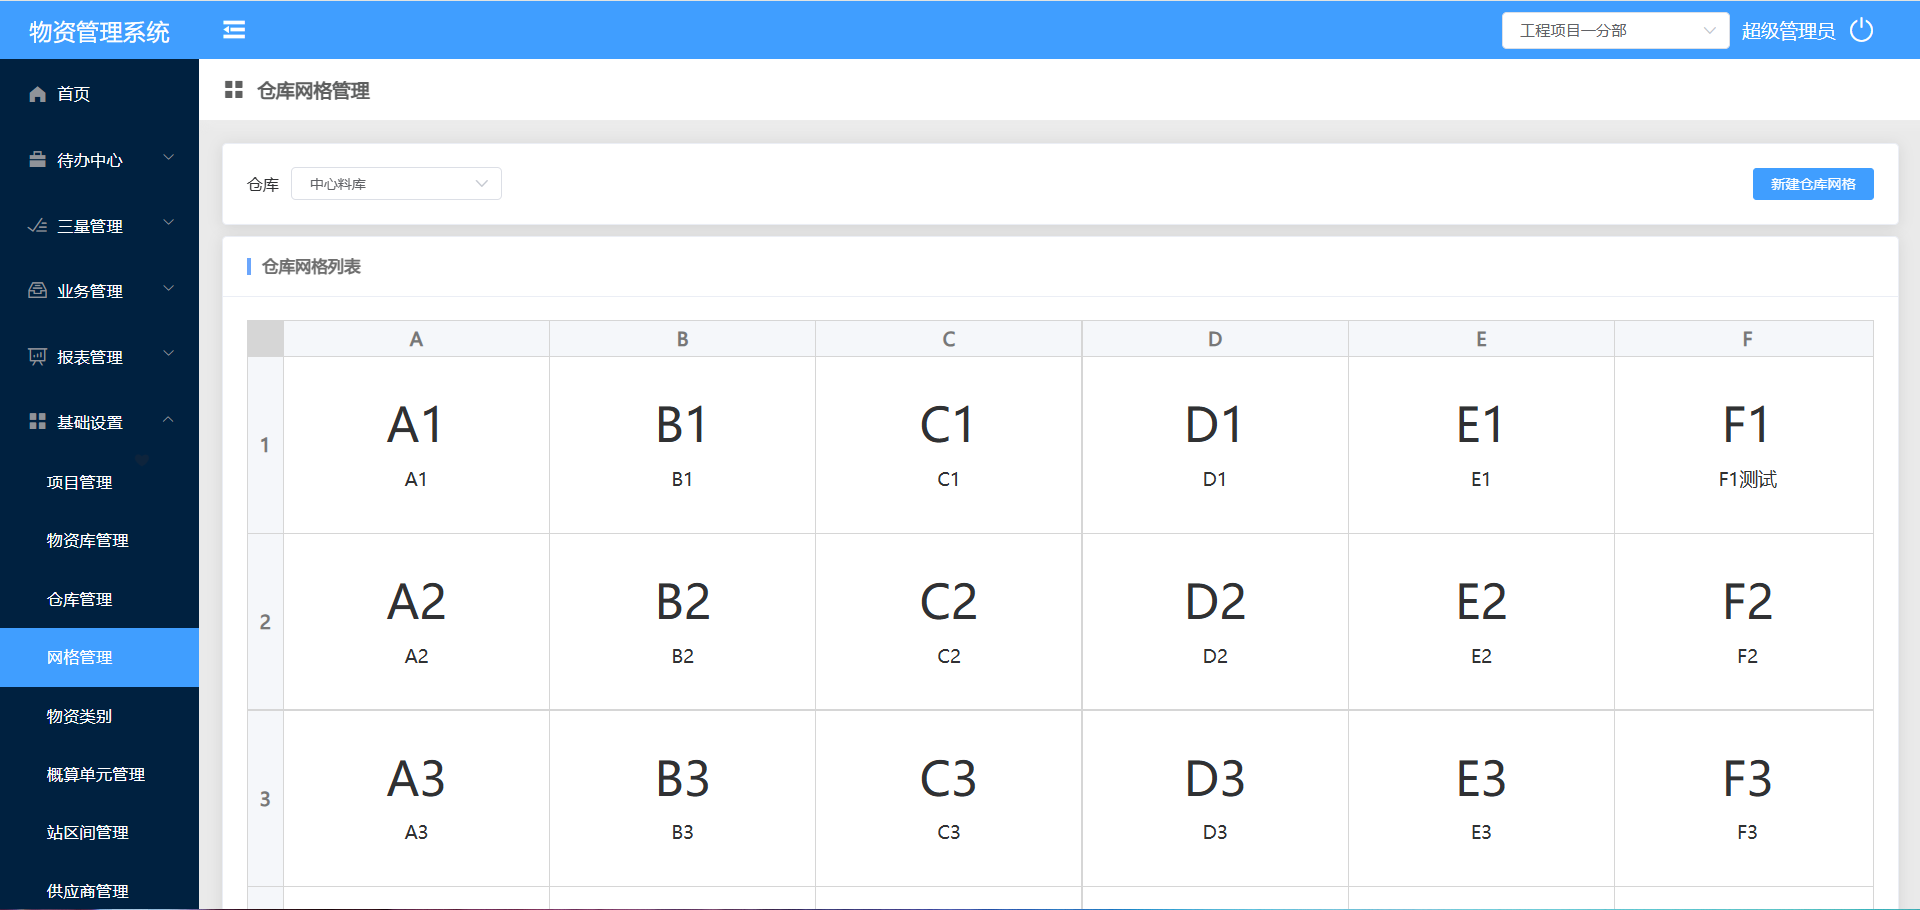 物资管理系统
工程项目一分部
超级管理员
首页
待办中心
三量管理
业务管理
报表管理
基础设置
项目管理
物资库管理
仓库管理
网格管理
物资类别
概算单元管理
站区间管理
供应商管理
仓库网格管理
仓库 中心料库
新建仓库网格
仓库网格列表
A B C D E F
1
A1 B1 C1 D1 E1 F1
A1 B1 C1 D1 E1 F1测试
2
A2 B2 C2 D2 E2 F2
A2 B2 C2 D2 E2 F2
3
A3 B3 C3 D3 E3 F3
A3 B3 C3 D3 E3 F3